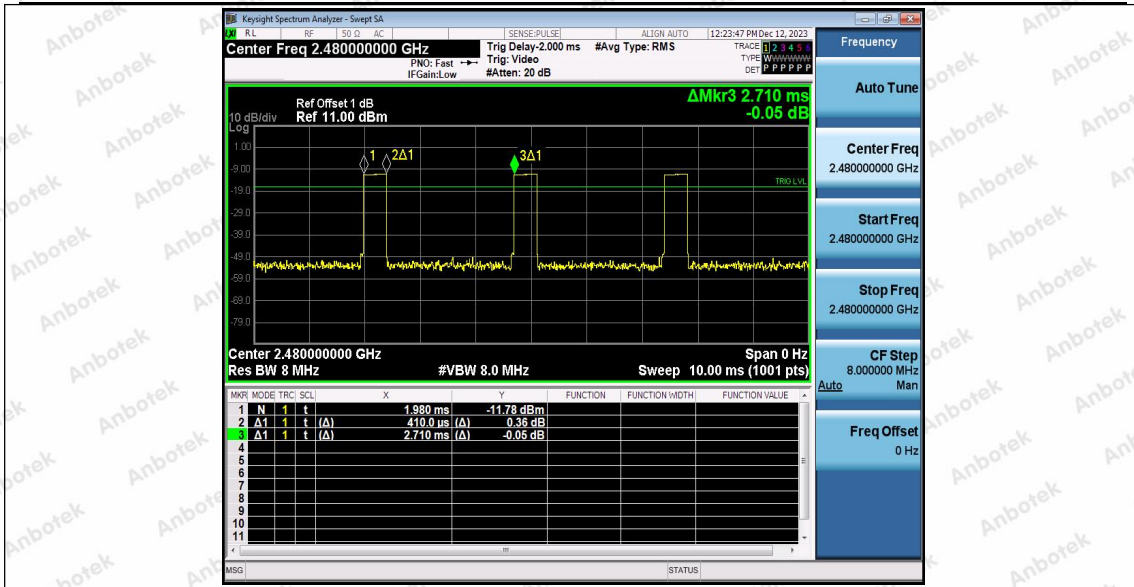 Keysight Spectrum Analyzer - Swept SA
LXI RL RF 50 Ω AC SENSE:PULSE ALIGN AUTO 12:23:47 PM Dec 12, 2023
Center Freq 2.480000000 GHz Trig Delay-2.000 ms #Avg Type: RMS TRACE 1 2 3 4 5 6
PNO: Fast Trig: Video TYPE WWWWWW
IFGain:Low #Atten: 20 dB DET P P P P P P
ΔMkr3 2.710 ms
-0.05 dB
Ref Offset 1 dB
10 dB/div Ref 11.00 dBm
Log
1.00
-9.00
-19.0
-29.0
-39.0
-49.0
-59.0
-69.0
-79.0
1 2Δ1 3Δ1
TRIG LVL
Center 2.480000000 GHz Span 0 Hz
Res BW 8 MHz #VBW 8.0 MHz Sweep 10.00 ms (1001 pts)
MKR MODE TRC SCL X Y FUNCTION FUNCTION WIDTH FUNCTION VALUE
1 N 1 t 1.980 ms -11.78 dBm
2 Δ1 1 t (Δ) 410.0 µs (Δ) 0.36 dB
3 Δ1 1 t (Δ) 2.710 ms (Δ) -0.05 dB
4
5
6
7
8
9
10
11
MSG STATUS
Frequency
Auto Tune
Center Freq
2.480000000 GHz
Start Freq
2.480000000 GHz
Stop Freq
2.480000000 GHz
CF Step
8.000000 MHz
Auto Man
Freq Offset
0 Hz
Anbotek